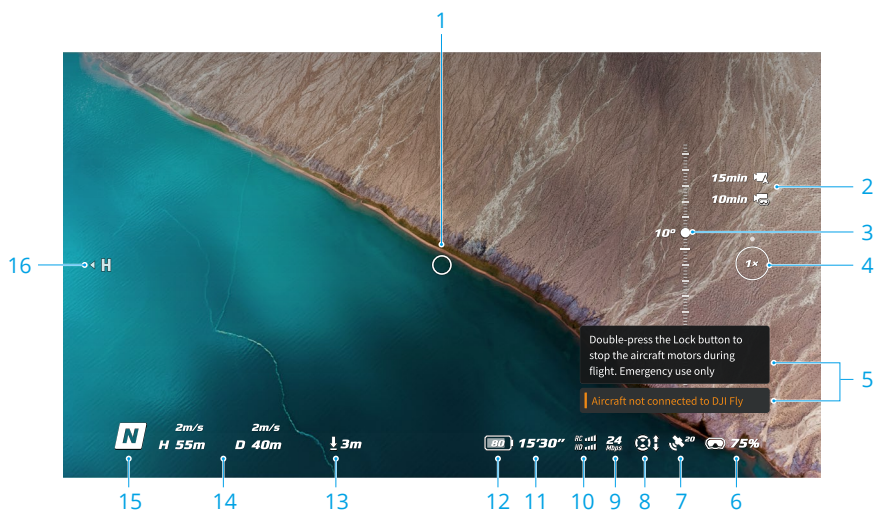 1
15min
2
10min
10°
3
16
H
1×
4
Double-press the Lock button to
stop the aircraft motors during
flight. Emergency use only
5
Aircraft not connected to DJI Fly
N
2m/s
H 55m
2m/s
D 40m
3m
80
15'30"
RC
HD
24
Mbps
20
75%
15
14
13
12
11
10
9
8
7
6